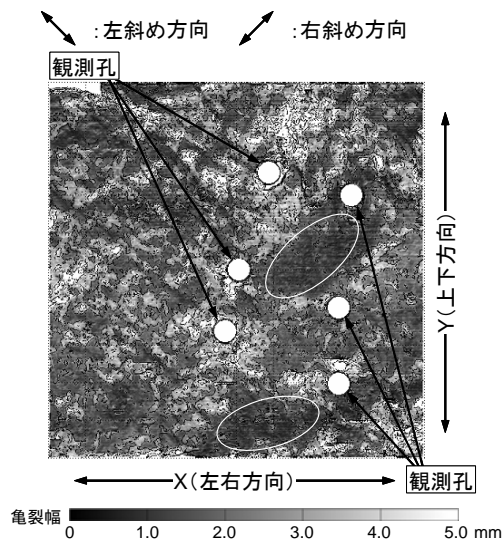 :左斜め方向 :右斜め方向
観測孔
Y(上下方向)
X(左右方向)
観測孔
亀裂幅
0 1.0 2.0 3.0 4.0 5.0 mm